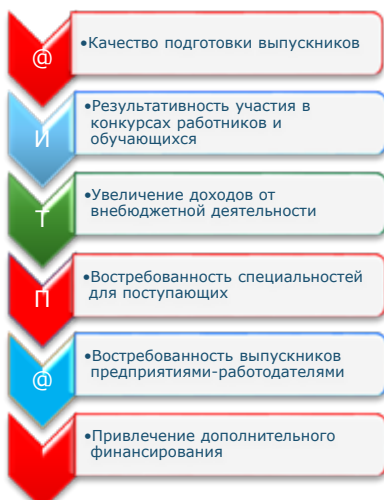 @
•Качество подготовки выпускников
И
•Результативность участия в
конкурсах работников и
обучающихся
Т
•Увеличение доходов от
внебюджетной деятельности
П
•Востребованность специальностей
для поступающих
@
•Востребованность выпускников
предприятиями-работодателями
•Привлечение дополнительного
финансирования